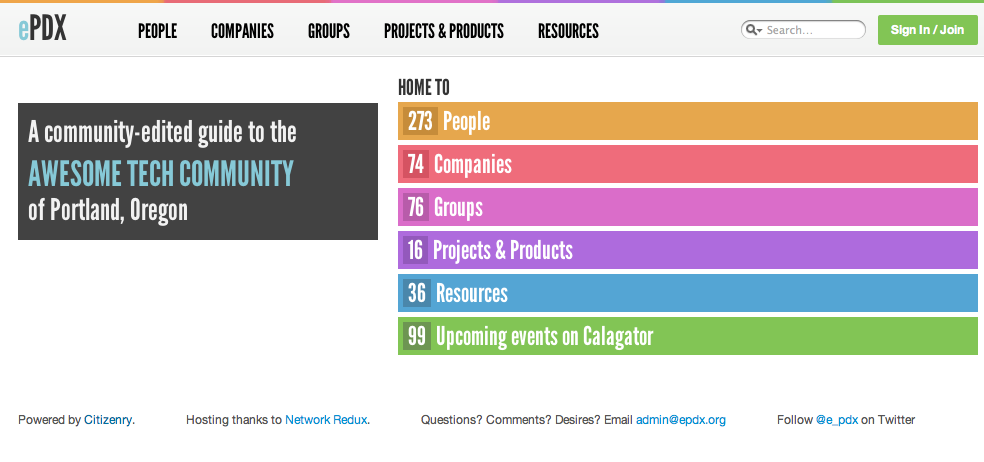 ePDX
PEOPLE COMPANIES GROUPS PROJECTS & PRODUCTS RESOURCES
Search...
Sign In / Join
A community-edited guide to the
AWESOME TECH COMMUNITY
of Portland, Oregon
HOME TO
273 People
74 Companies
76 Groups
16 Projects & Products
36 Resources
99 Upcoming events on Calagator
Powered by Citizenry. Hosting thanks to Network Redux. Questions? Comments? Desires? Email admin@epdx.org Follow @e_pdx on Twitter